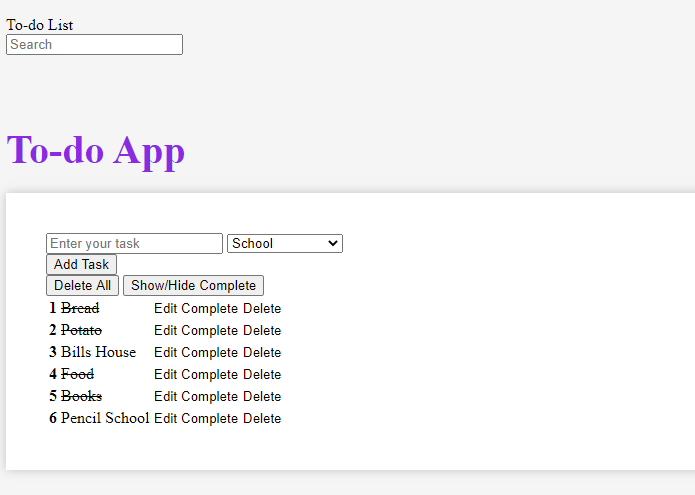 To-do List
Search
To-do App
Enter your task School
Add Task
Delete All Show/Hide Complete
1 Bread Edit Complete Delete
2 Potato Edit Complete Delete
3 Bills House Edit Complete Delete
4 Food Edit Complete Delete
5 Books Edit Complete Delete
6 Pencil School Edit Complete Delete